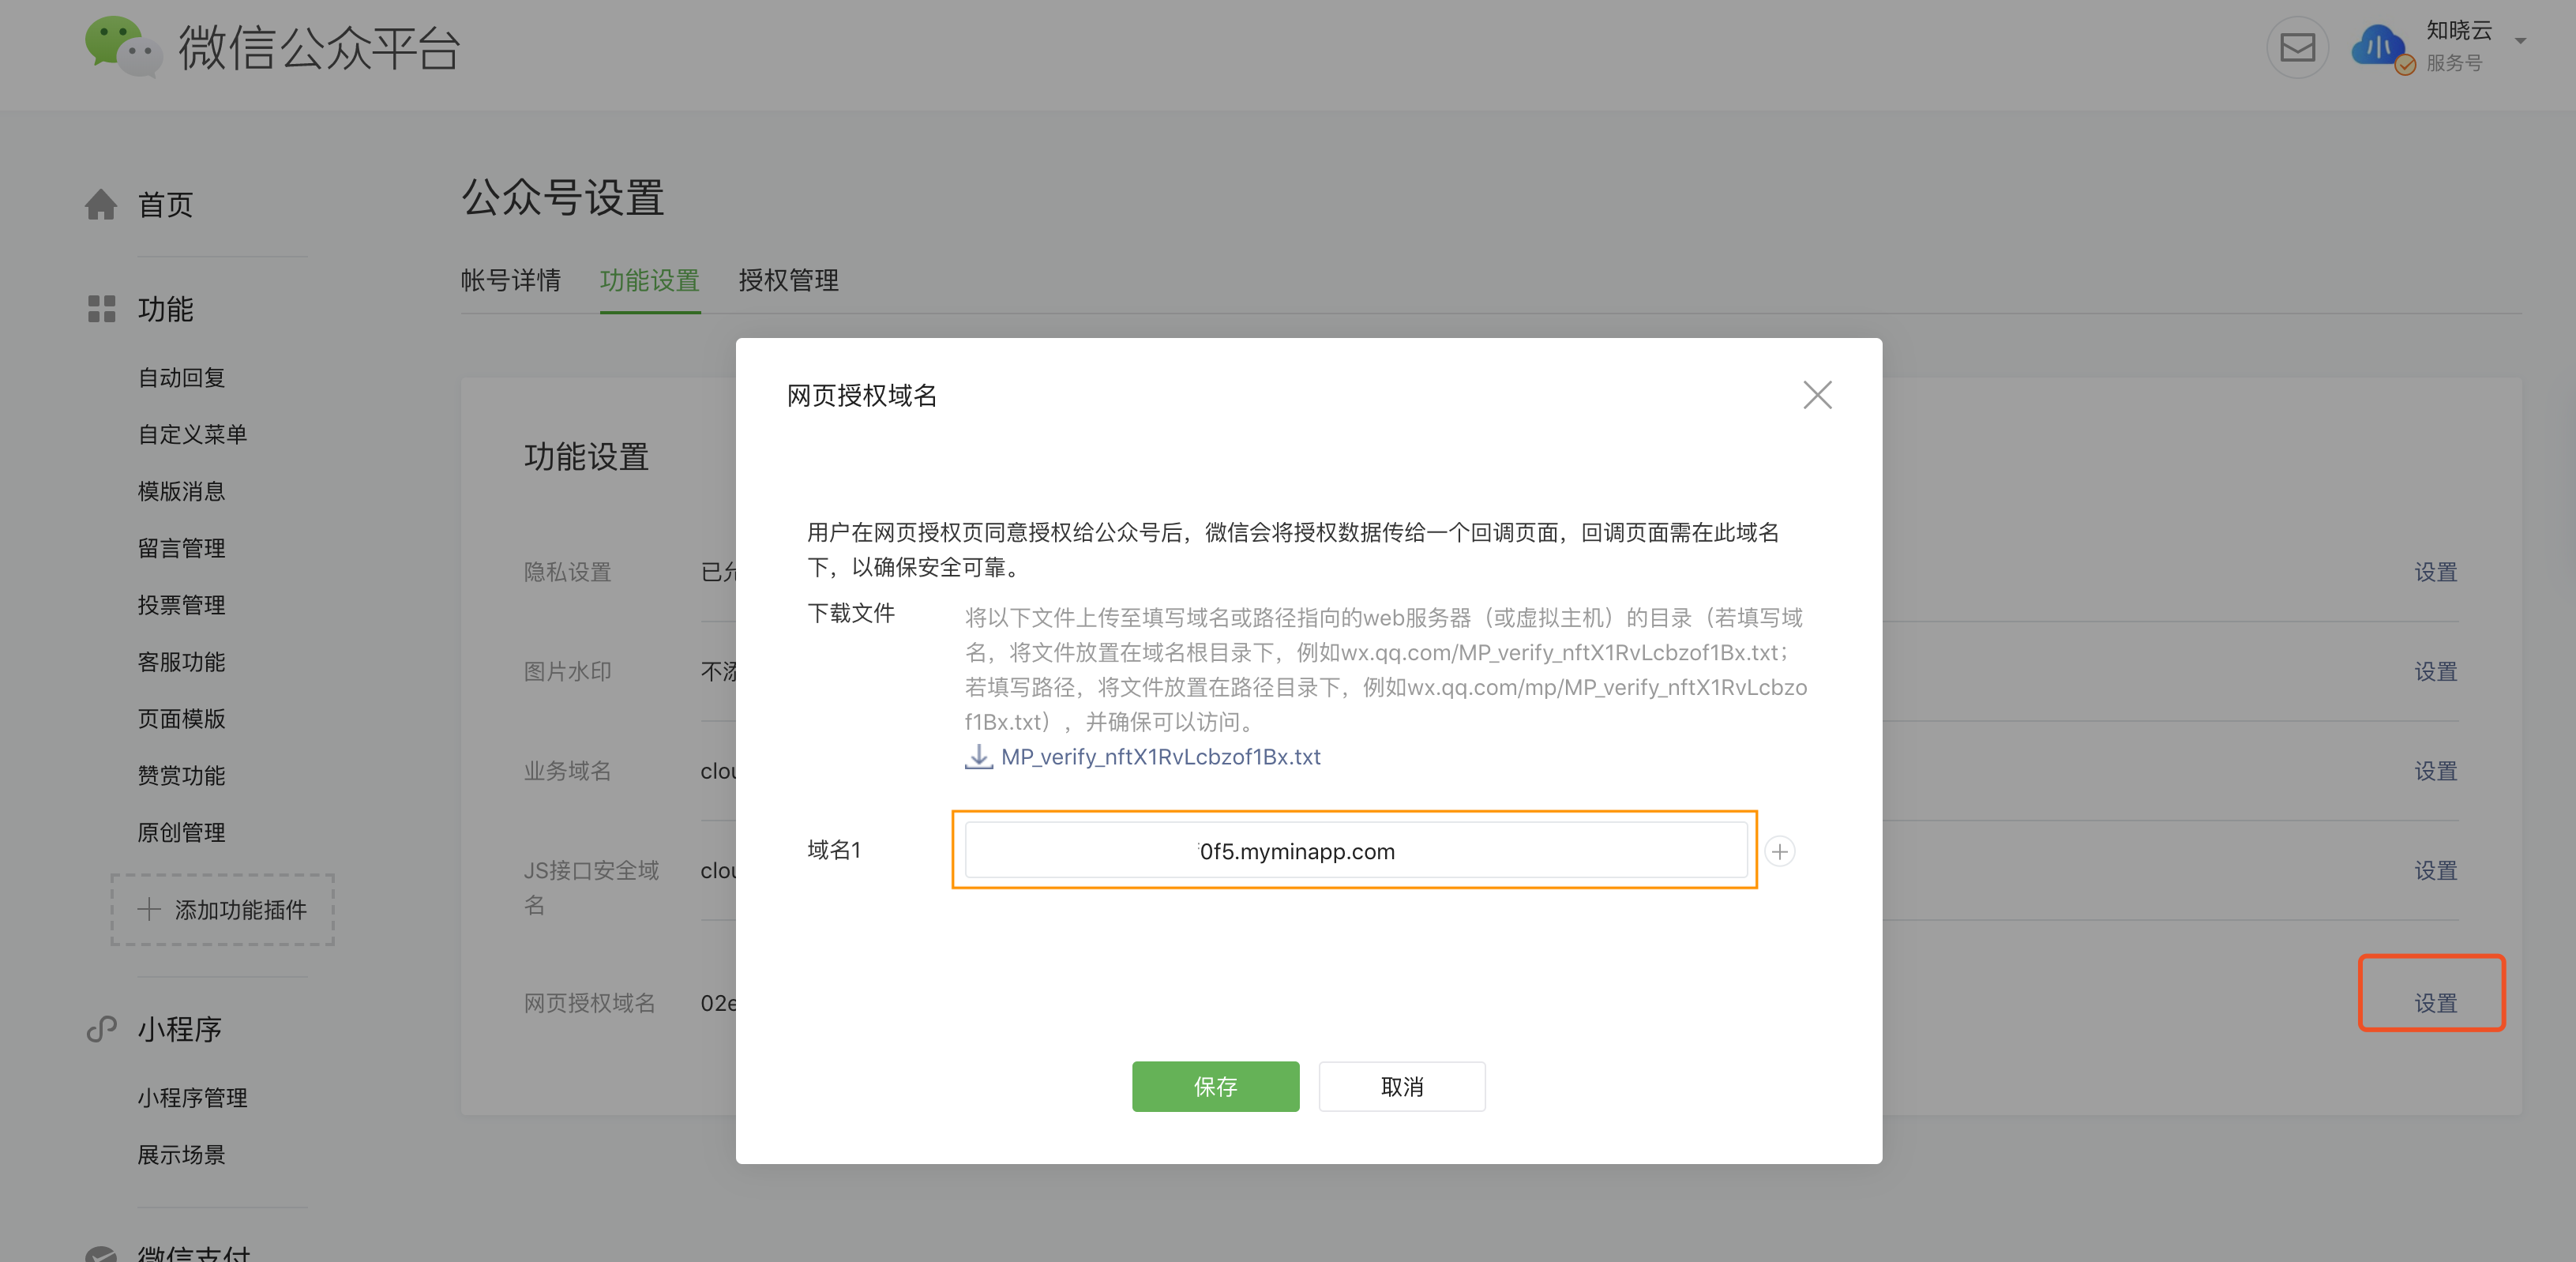 微信公众平台
知晓云
服务号
首页
功能
自动回复
自定义菜单
模版消息
留言管理
投票管理
客服功能
页面模版
赞赏功能
原创管理
添加功能插件
小程序
小程序管理
展示场景
微信支付
公众号设置
帐号详情 功能设置 授权管理
功能设置
隐私设置 已允 设置
图片水印 不添 设置
业务域名 clou 设置
JS接口安全域
名 clou 设置
网页授权域名 02e 设置
网页授权域名
用户在网页授权页同意授权给公众号后，微信会将授权数据传给一个回调页面，回调页面需在此域名
下，以确保安全可靠。
下载文件
将以下文件上传至填写域名或路径指向的web服务器（或虚拟主机）的目录（若填写域
名，将文件放置在域名根目录下，例如wx.qq.com/MP_verify_nftX1RvLcbzof1Bx.txt；
若填写路径，将文件放置在路径目录下，例如wx.qq.com/mp/MP_verify_nftX1RvLcbzo
f1Bx.txt），并确保可以访问。
MP_verify_nftX1RvLcbzof1Bx.txt
域名1
0f5.myminapp.com
保存 取消